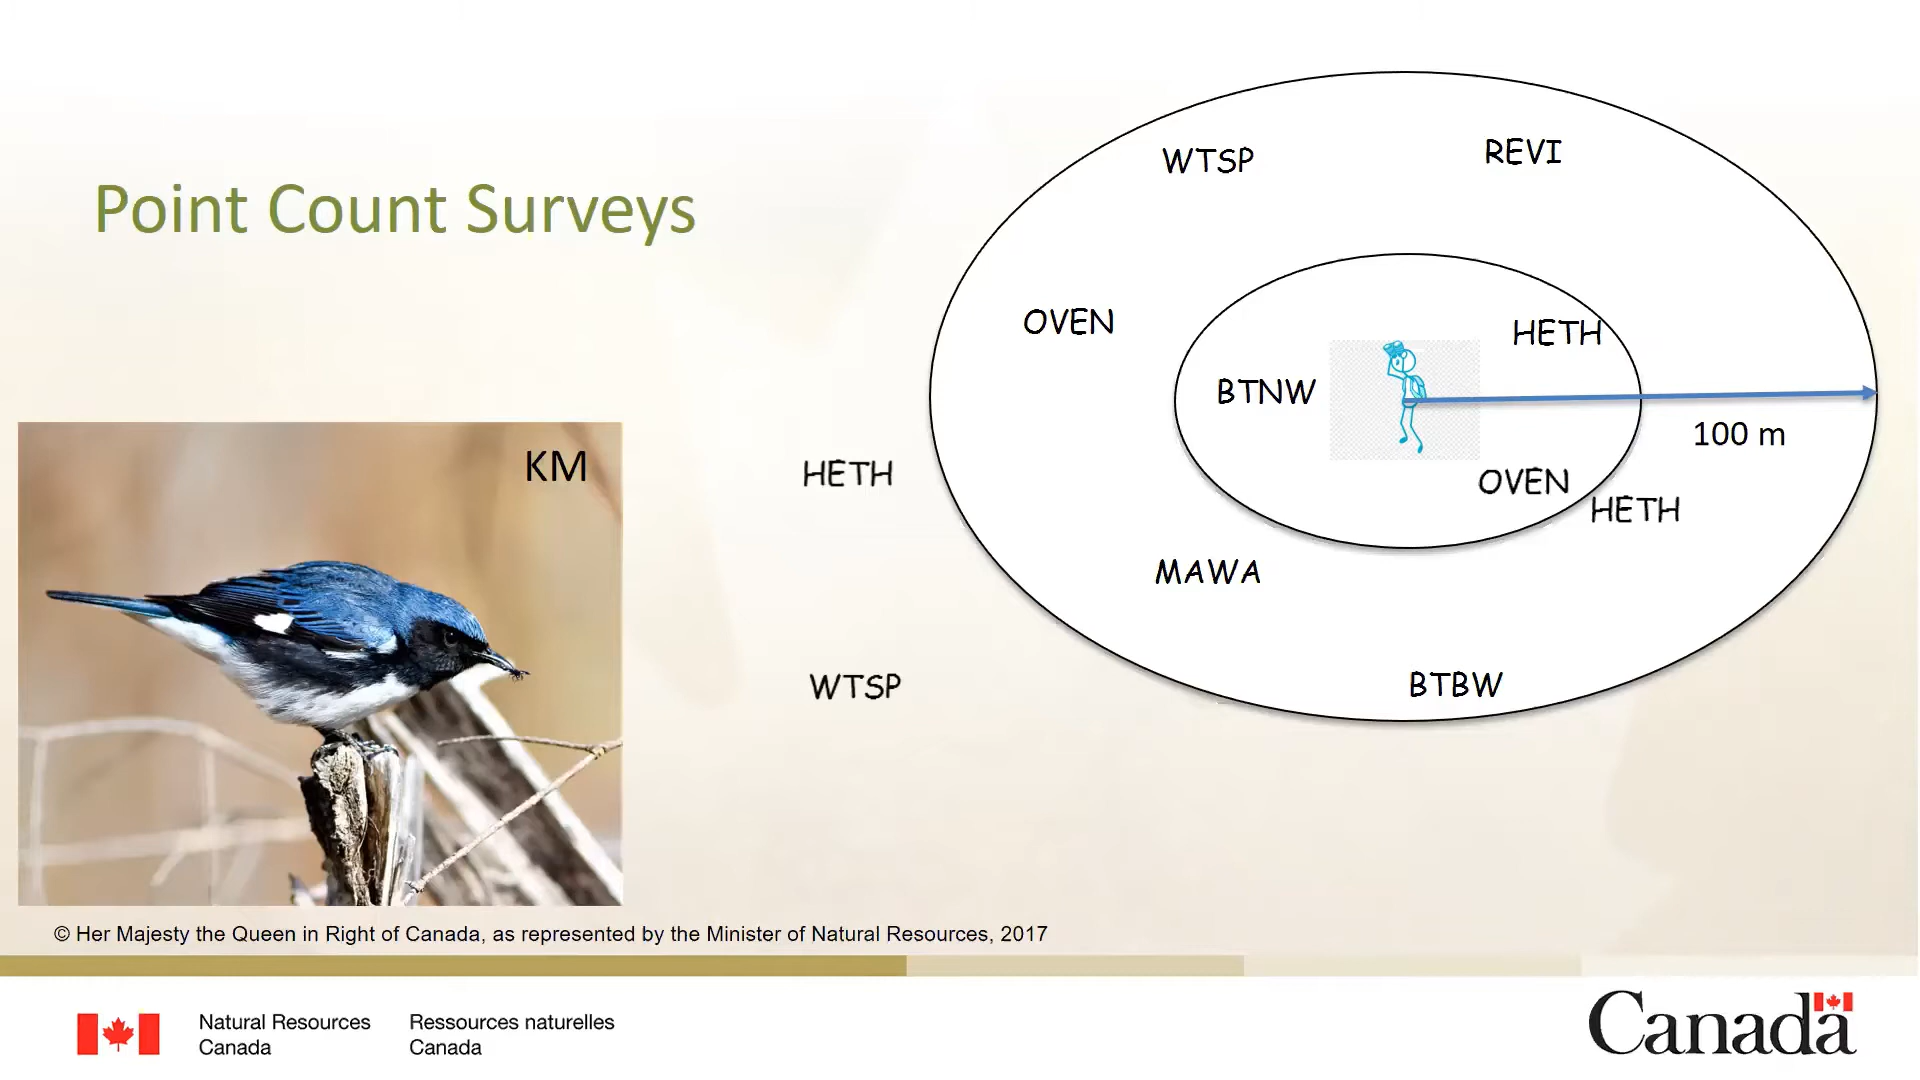 Point Count Surveys
WTSP
REVI
OVEN
HETH
BTNW
100 m
HETH
OVEN
HETH
MAWA
WTSP
BTBW
KM
© Her Majesty the Queen in Right of Canada, as represented by the Minister of Natural Resources, 2017
Natural Resources
Canada
Ressources naturelles
Canada
Canada